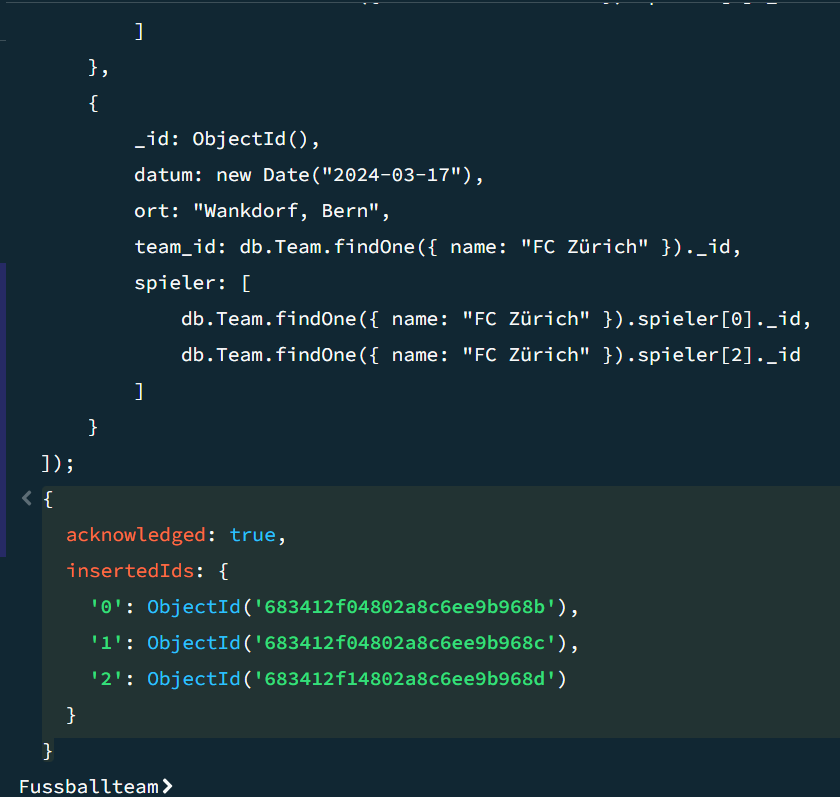 ]
},
{
_id: ObjectId(),
datum: new Date("2024-03-17"),
ort: "Wankdorf, Bern",
team_id: db.Team.findOne({ name: "FC Zürich" })._id,
spieler: [
db.Team.findOne({ name: "FC Zürich" }).spieler[0]._id,
db.Team.findOne({ name: "FC Zürich" }).spieler[2]._id
]
}
]);
< {
acknowledged: true,
insertedIds: {
'0': ObjectId('683412f04802a8c6ee9b968b'),
'1': ObjectId('683412f04802a8c6ee9b968c'),
'2': ObjectId('683412f14802a8c6ee9b968d')
}
}
Fussballteam>